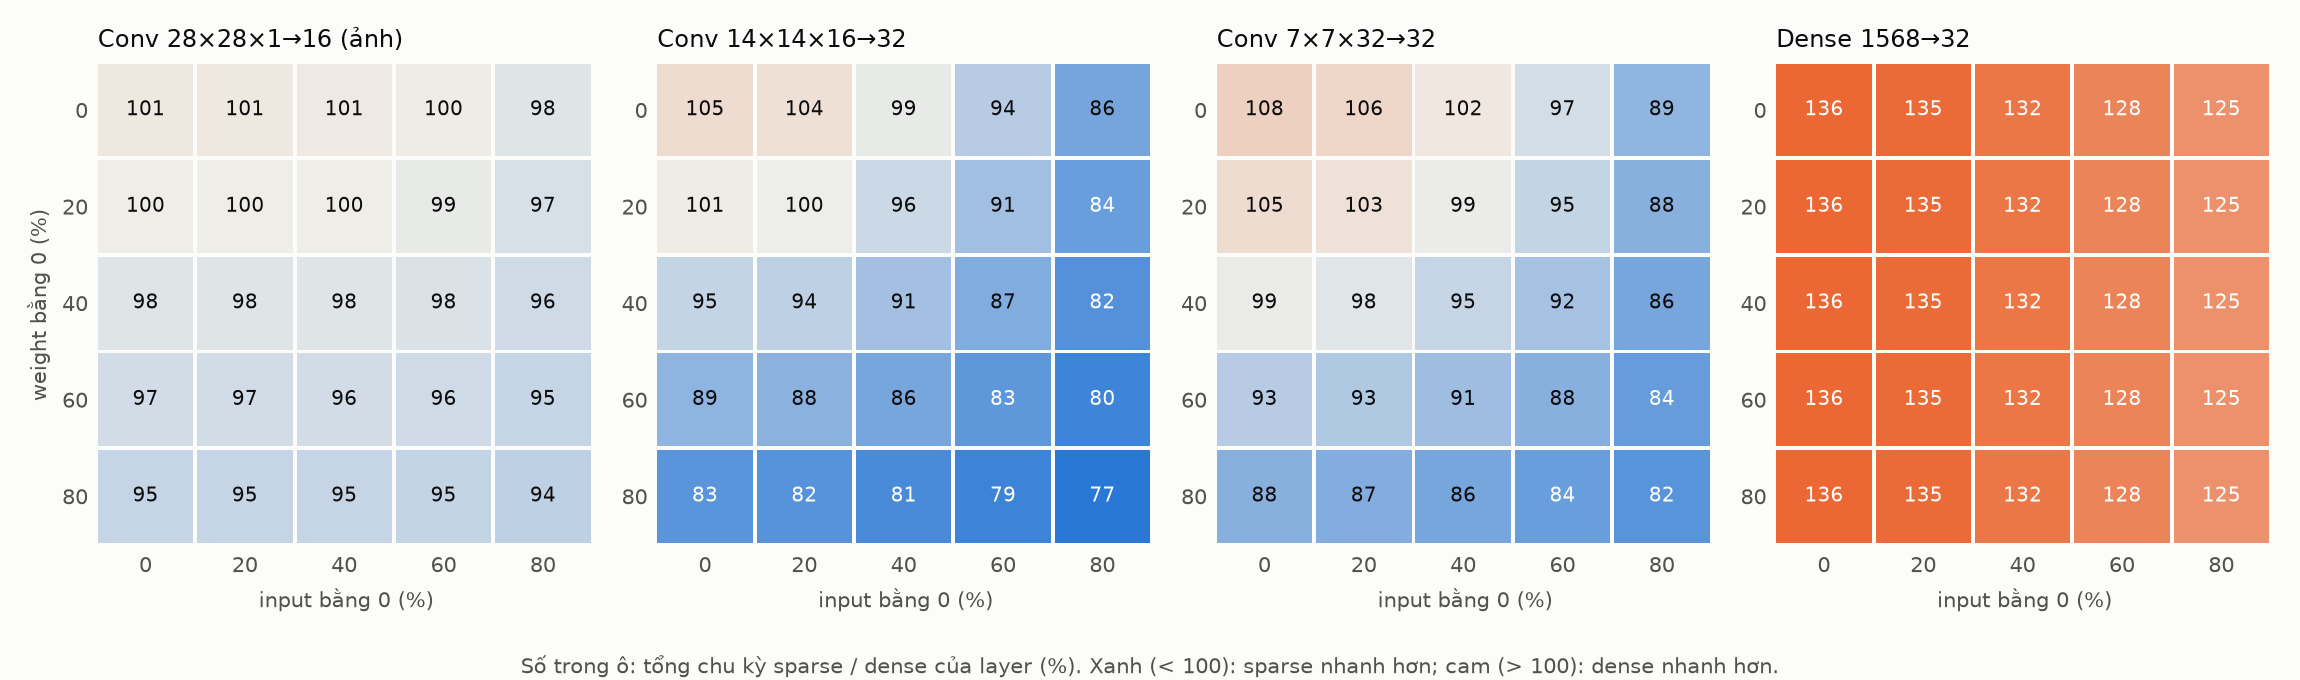 Conv 28×28×1→16 (ảnh) Conv 14×14×16→32 Conv 7×7×32→32 Dense 1568→32
0 101 101 101 100 98 0 105 104 99 94 86 0 108 106 102 97 89 0 136 135 132 128 125
20 100 100 100 99 97 20 101 100 96 91 84 20 105 103 99 95 88 20 136 135 132 128 125
40 98 98 98 98 96 40 95 94 91 87 82 40 99 98 95 92 86 40 136 135 132 128 125
60 97 97 96 96 95 60 89 88 86 83 80 60 93 93 91 88 84 60 136 135 132 128 125
80 95 95 95 95 94 80 83 82 81 79 77 80 88 87 86 84 82 80 136 135 132 128 125
weight bằng 0 (%)
0 20 40 60 80 0 20 40 60 80 0 20 40 60 80 0 20 40 60 80
input bằng 0 (%) input bằng 0 (%) input bằng 0 (%) input bằng 0 (%)
Số trong ô: tổng chu kỳ sparse / dense của layer (%). Xanh (< 100): sparse nhanh hơn; cam (> 100): dense nhanh hơn.